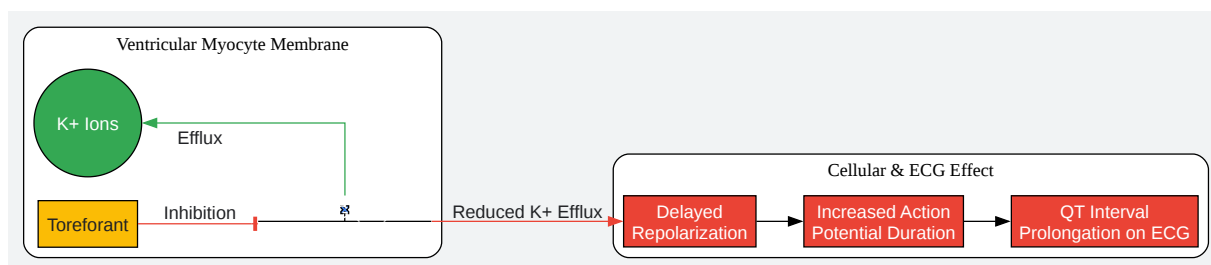 Ventricular Myocyte Membrane
K+ Ions
Efflux
Toreforant
Inhibition
Reduced K+ Efflux
Cellular & ECG Effect
Delayed
Repolarization
Increased Action
Potential Duration
QT Interval
Prolongation on ECG